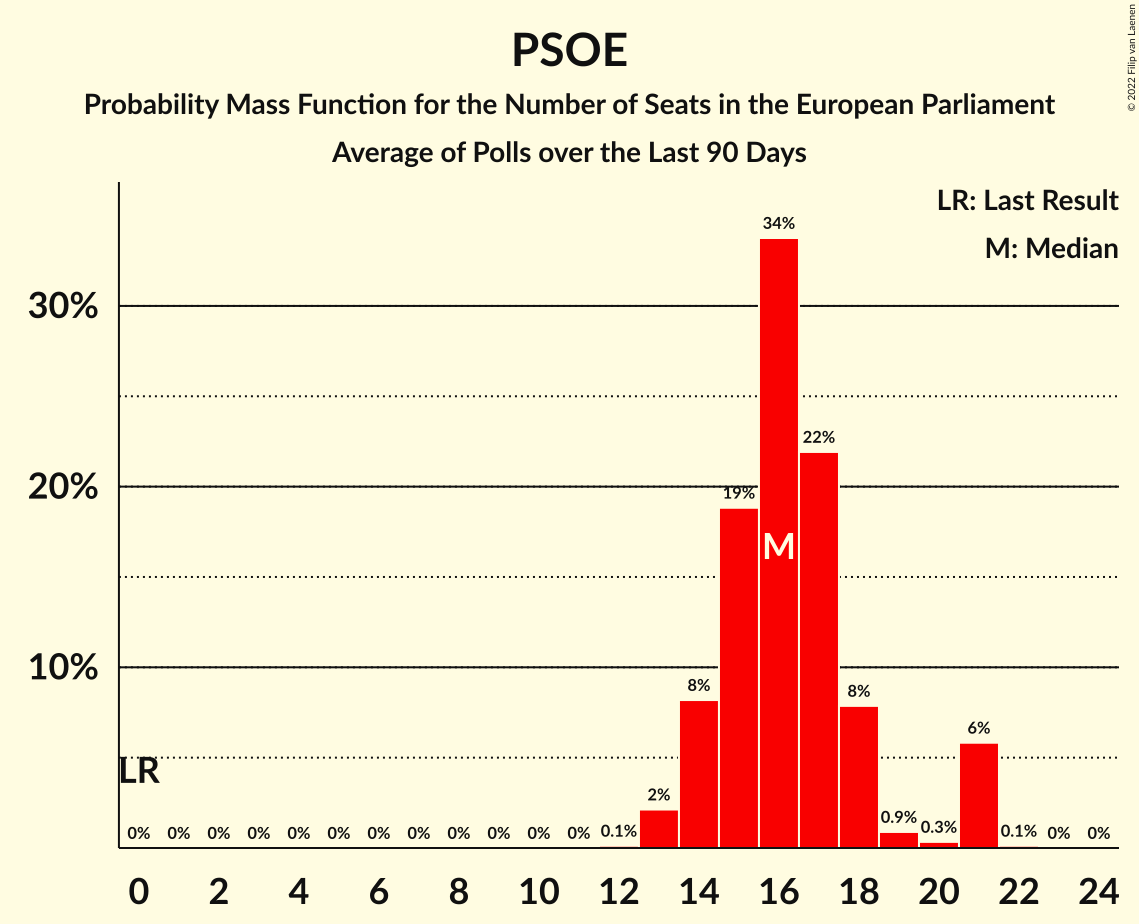 PSOE
Probability Mass Function for the Number of Seats in the European Parliament
Average of Polls over the Last 90 Days
© 2022 Filip van Laenen
LR: Last Result
M: Median
34%
30%
22%
20%
19%
M
10%
8%
8%
6%
LR
2%
0% 0% 0% 0% 0% 0% 0% 0% 0% 0% 0% 0% 0.1% 0.9% 0.3% 0.1% 0% 0%
0 2 4 6 8 10 12 14 16 18 20 22 24